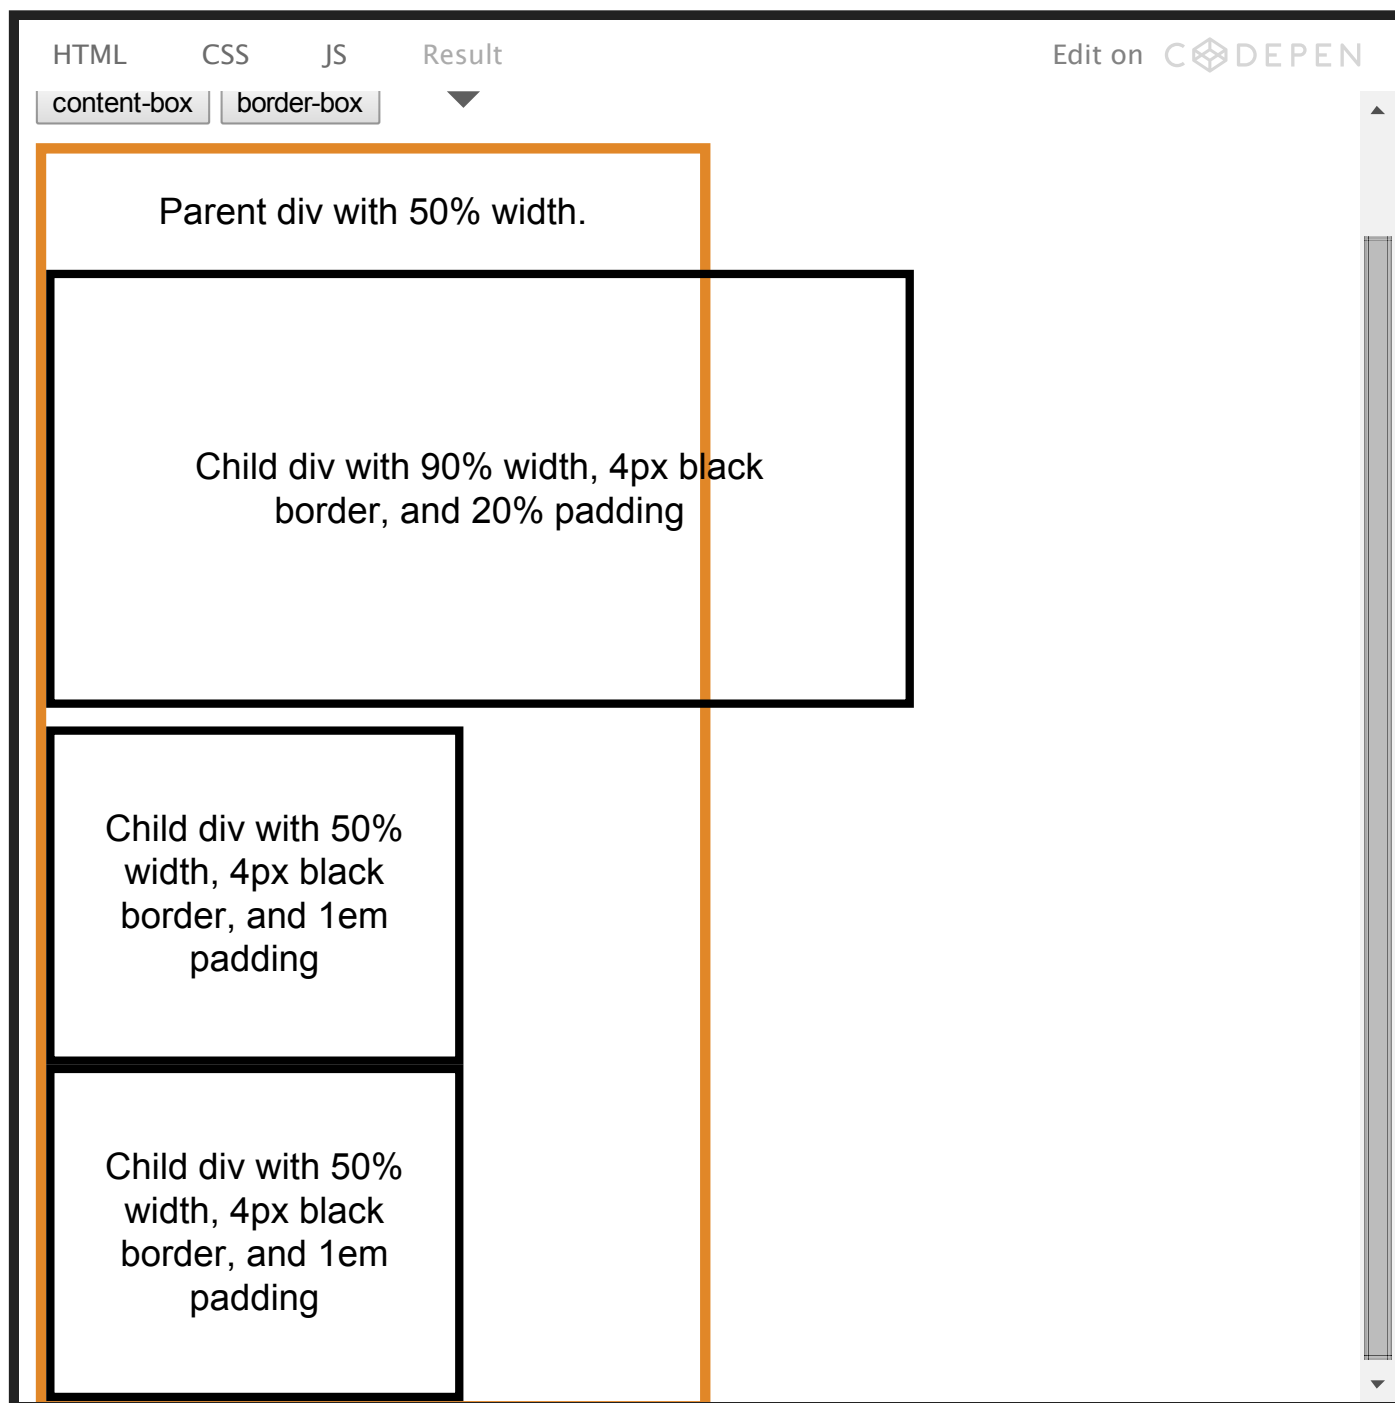 HTML CSS JS Result Edit on CODEPEN
content-box border-box
Parent div with 50% width.
Child div with 90% width, 4px black
border, and 20% padding
Child div with 50%
width, 4px black
border, and 1em
padding
Child div with 50%
width, 4px black
border, and 1em
padding